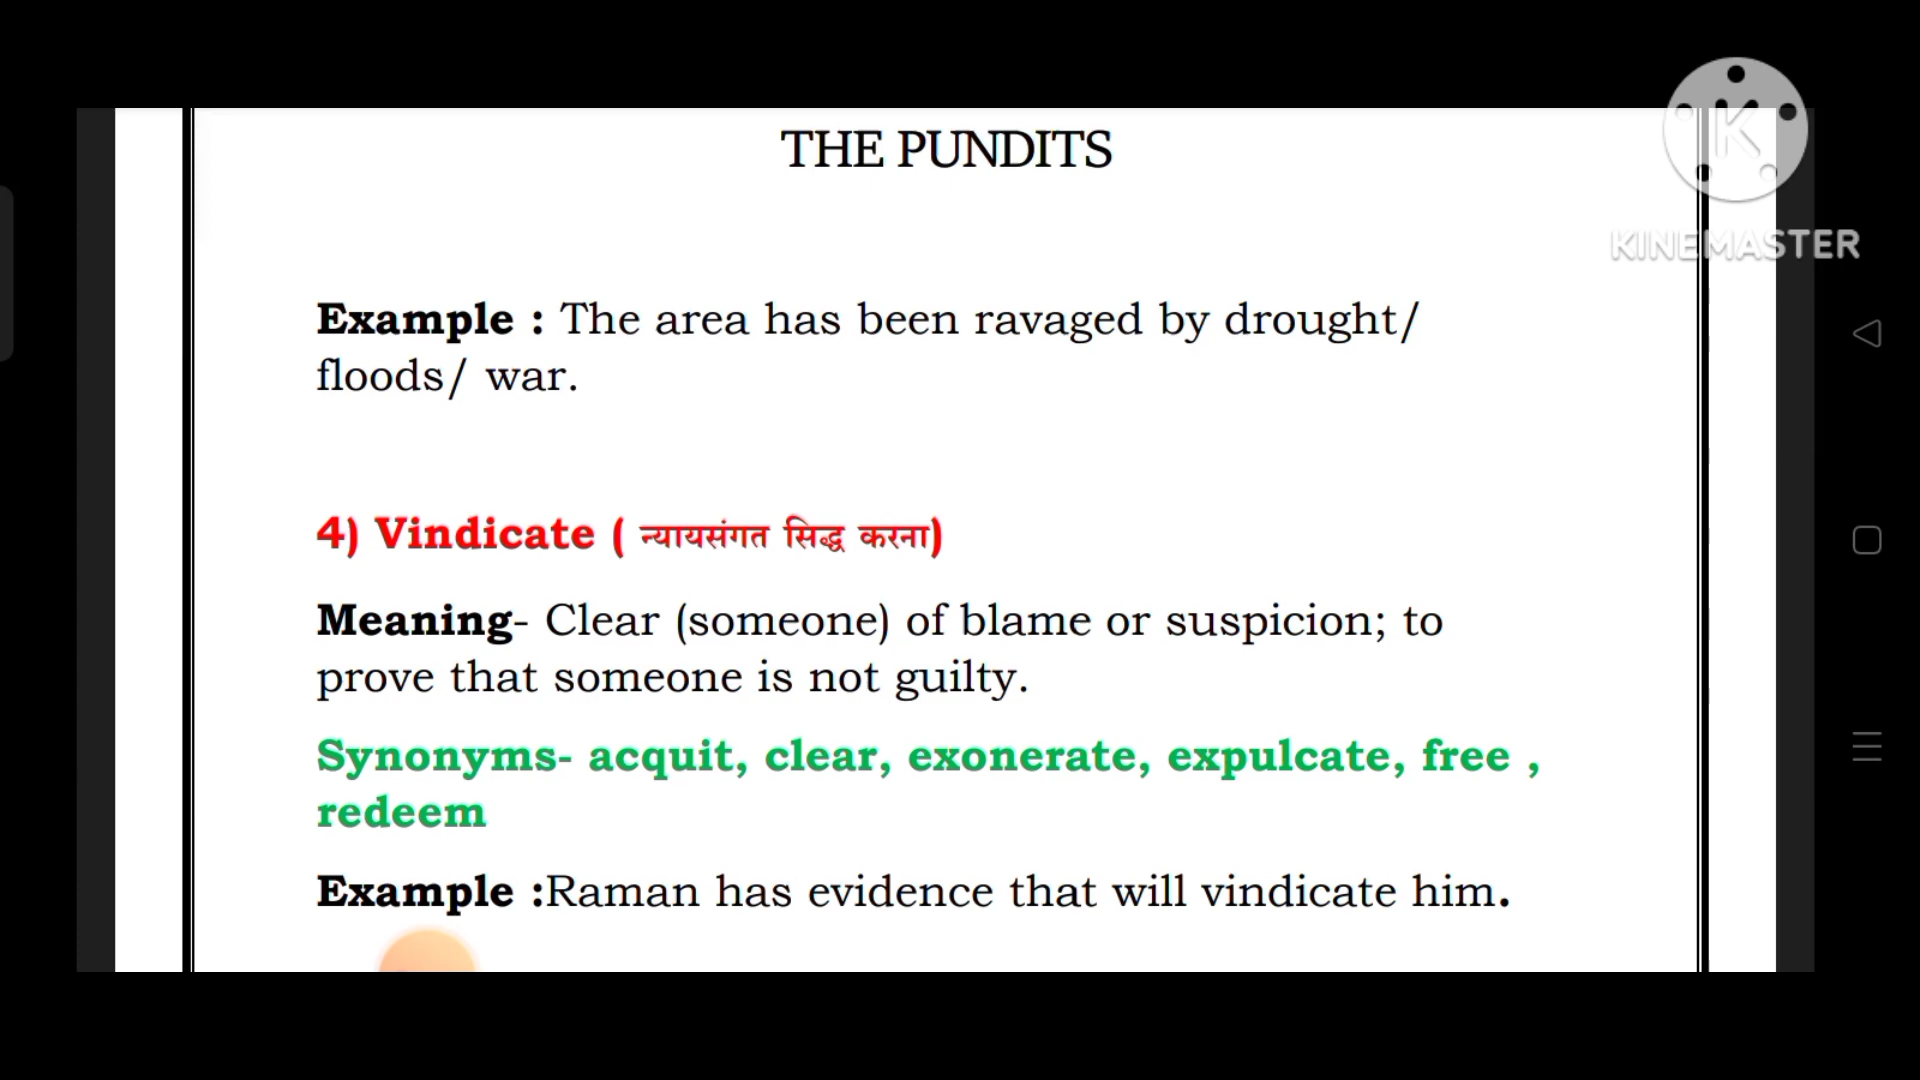 THE PUNDITS
K
KINEMASTER
Example : The area has been ravaged by drought/
floods/ war.
4) Vindicate ( न्यायसंगत सिद्ध करना)
Meaning- Clear (someone) of blame or suspicion; to
prove that someone is not guilty.
Synonyms- acquit, clear, exonerate, expulcate, free ,
redeem
Example :Raman has evidence that will vindicate him.